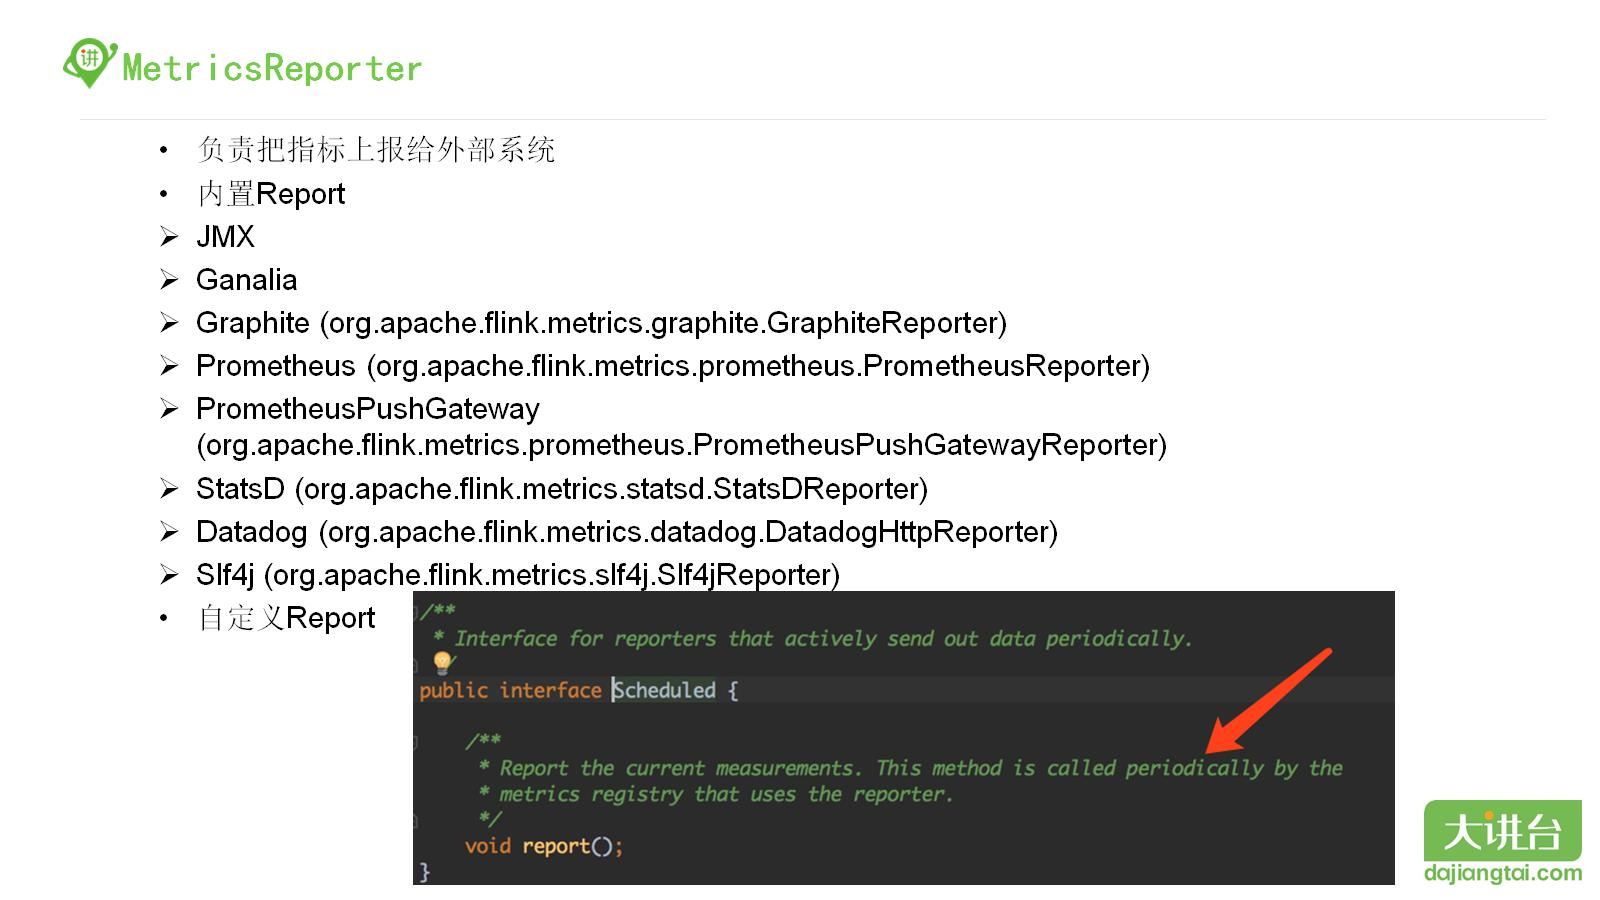 讲 MetricsReporter
• 负责把指标上报给外部系统
• 内置Report
➢ JMX
➢ Ganalia
➢ Graphite (org.apache.flink.metrics.graphite.GraphiteReporter)
➢ Prometheus (org.apache.flink.metrics.prometheus.PrometheusReporter)
➢ PrometheusPushGateway
(org.apache.flink.metrics.prometheus.PrometheusPushGatewayReporter)
➢ StatsD (org.apache.flink.metrics.statsd.StatsDReporter)
➢ Datadog (org.apache.flink.metrics.datadog.DatadogHttpReporter)
➢ Slf4j (org.apache.flink.metrics.slf4j.Slf4jReporter)
• 自定义Report
/**
* Interface for reporters that actively send out data periodically.
/
public interface Scheduled {
/**
* Report the current measurements. This method is called periodically by the
* metrics registry that uses the reporter.
*/
void report();
}
大讲台
dajiangtai.com